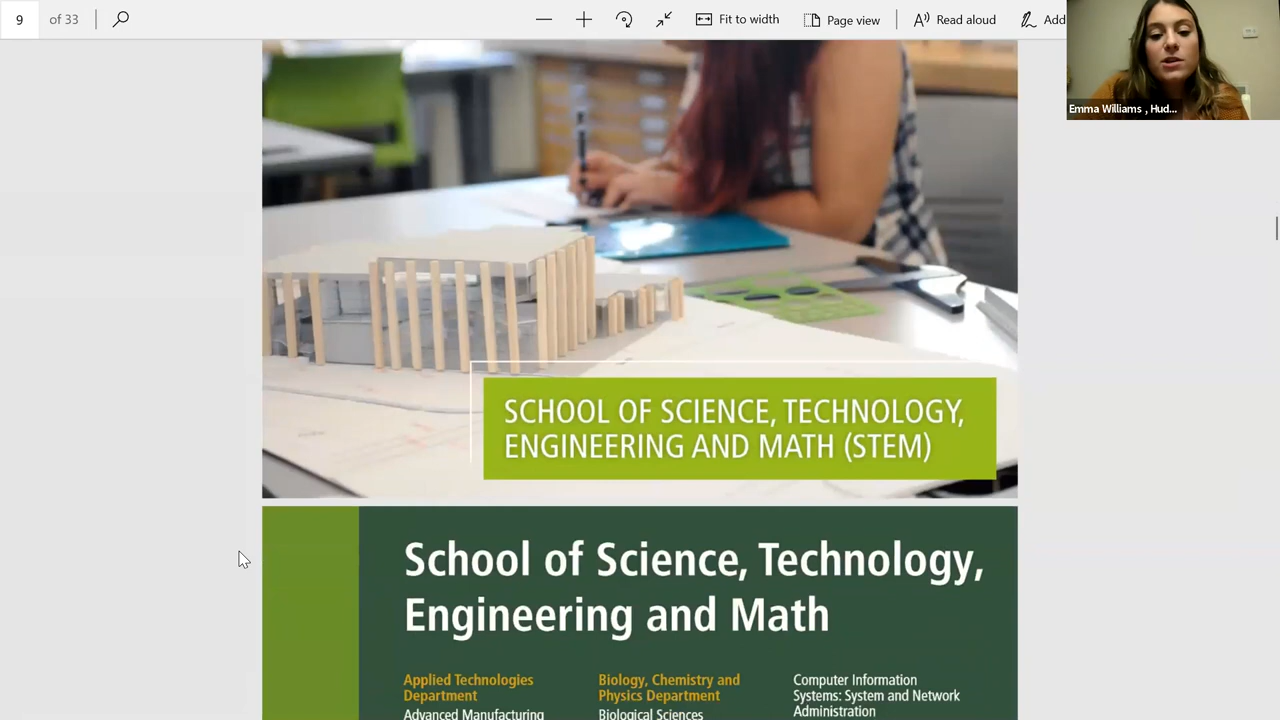 9 of 33
Fit to width
Page view
Read aloud
Add
Emma Williams , Hud...
SCHOOL OF SCIENCE, TECHNOLOGY,
ENGINEERING AND MATH (STEM)
School of Science, Technology,
Engineering and Math
Applied Technologies
Department
Advanced Manufacturing
Biology, Chemistry and
Physics Department
Biological Sciences
Computer Information
Systems: System and Network
Administration